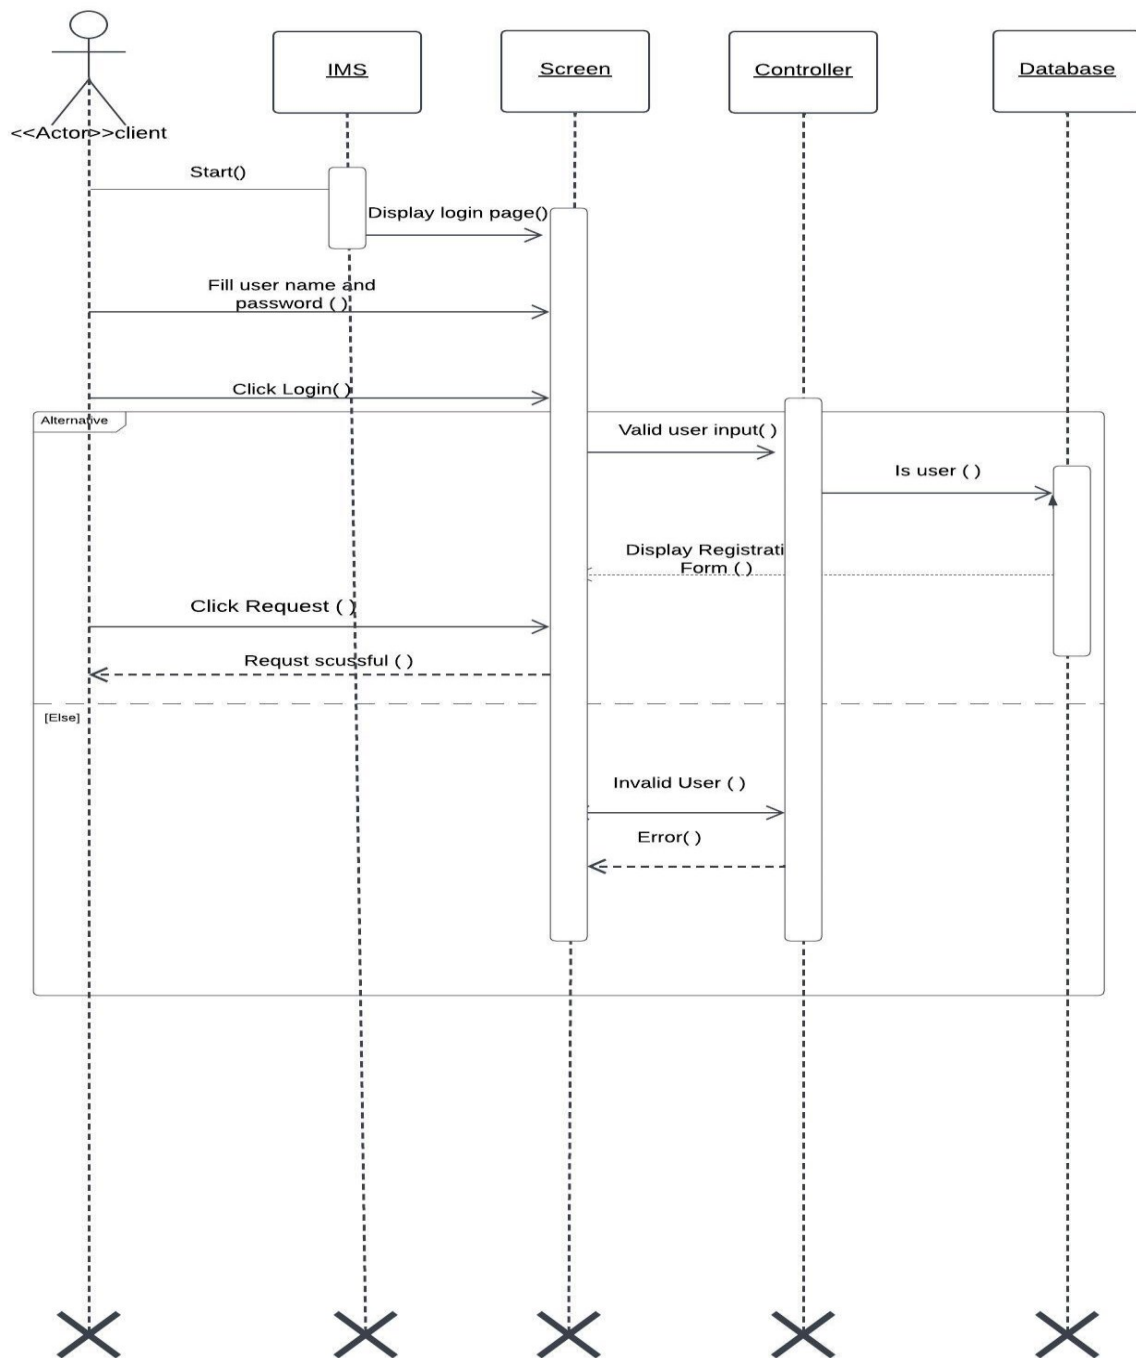 IMS
Screen
Controller
Database
<<Actor>>client
Start()
Display login page()
Fill user name and
password ( )
Click Login( )
Alternative
Valid user input( )
Is user ( )
Display Registrati
Form ( )
Click Request ( )
Requst scussful ( )
[Else]
Invalid User ( )
Error( )